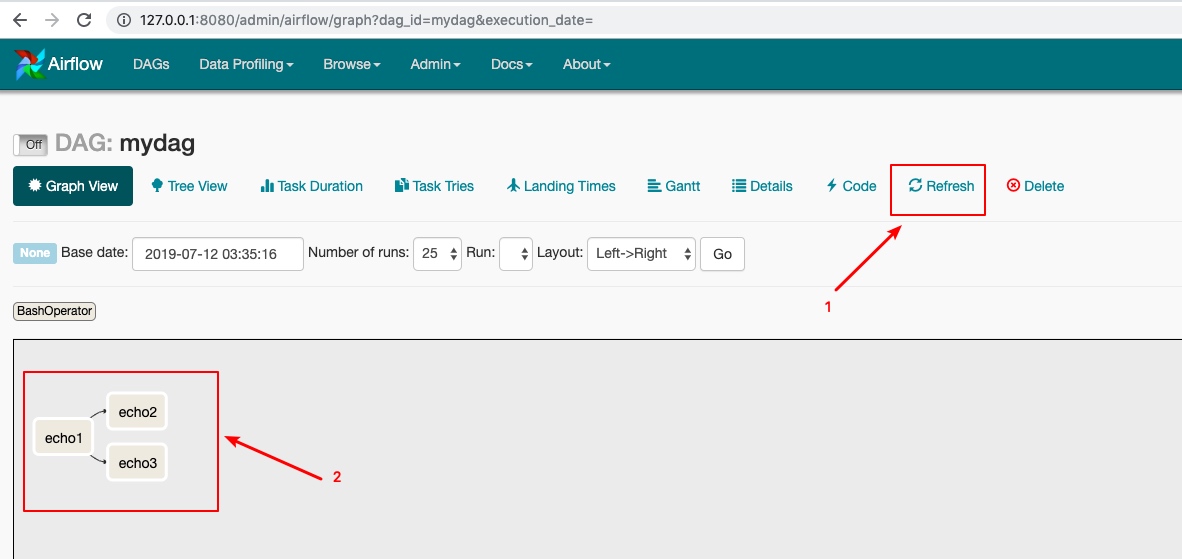 127.0.0.1:8080/admin/airflow/graph?dag_id=mydag&execution_date=
Airflow DAGs Data Profiling Browse Admin Docs About
Off DAG: mydag
Graph View Tree View Task Duration Task Tries Landing Times Gantt Details Code Refresh Delete
None Base date: 2019-07-12 03:35:16 Number of runs: 25 Run: Layout: Left->Right Go
1
BashOperator
echo2
echo1
echo3
2